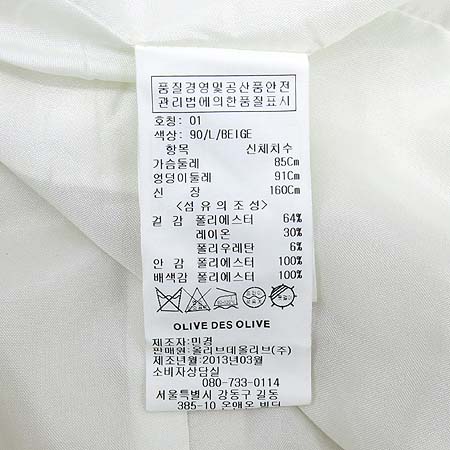 품질경영및공산품안전
관리법에의한품질표시
호칭: 01
색상: 90/L/BEIGE
항목 신체치수
가슴둘레 85Cm
엉덩이둘레 91Cm
신 장 160Cm
<섬 유 의 조 성>
겉 감 폴리에스터 64%
레이온 30%
폴리우레탄 6%
안 감 폴리에스터 100%
배색감 폴리에스터 100%
OLIVE DES OLIVE
제조자:민경
판매원:올리브데올리브(주)
제조년월:2013년03월
소비자상담실
080-733-0114
서울특별시 강동구 길동
385-10 온앤온 빌딩